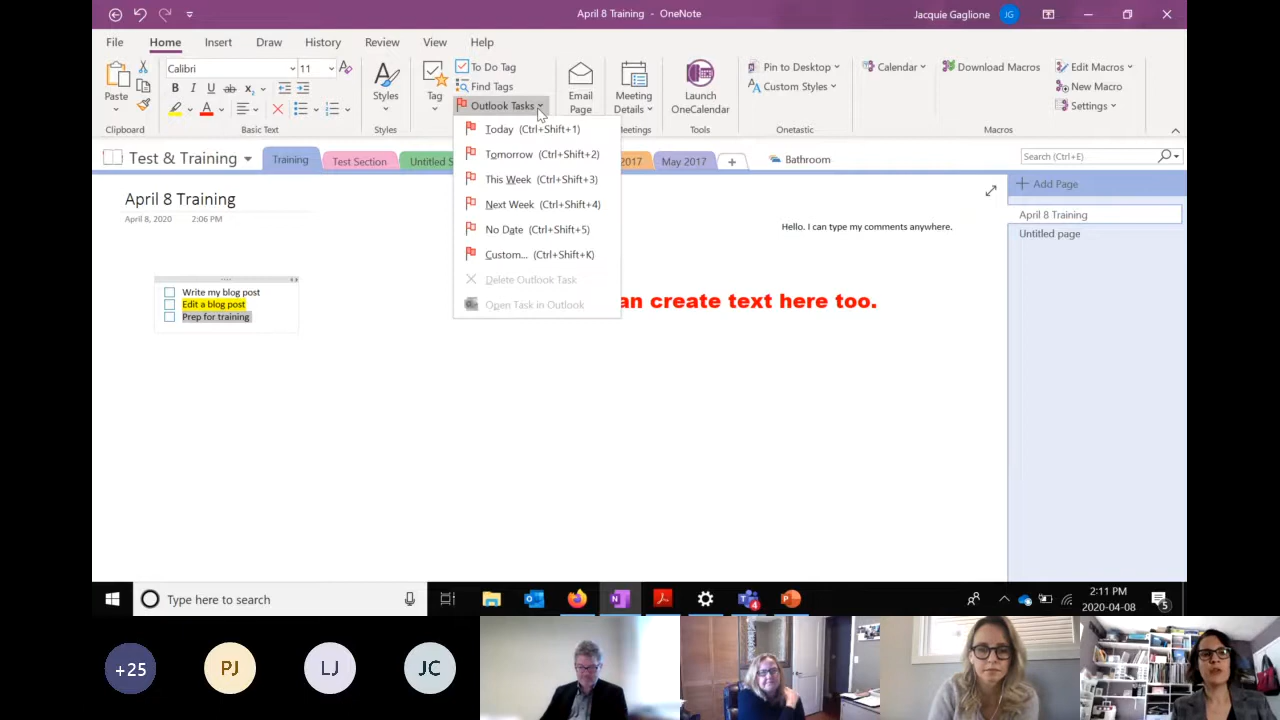 April 8 Training - OneNote
Jacquie Gaglione
JG
File
Home
Insert
Draw
History
Review
View
Help
Calibri
11
Paste
Clipboard
B I U ab x₂
A
Basic Text
Styles
Styles
Tag
To Do Tag
Find Tags
Outlook Tasks
Email
Page
Meeting
Details
Meetings
Launch
OneCalendar
Tools
Pin to Desktop
Custom Styles
Onetastic
Calendar
Download Macros
Edit Macros
New Macro
Settings
Macros
Today (Ctrl+Shift+1)
Tomorrow (Ctrl+Shift+2)
This Week (Ctrl+Shift+3)
Next Week (Ctrl+Shift+4)
No Date (Ctrl+Shift+5)
Custom... (Ctrl+Shift+K)
Delete Outlook Task
Open Task in Outlook
Test & Training
Training
Test Section
Untitled S
2017
May 2017
Bathroom
Search (Ctrl+E)
Add Page
April 8 Training
Untitled page
April 8 Training
April 8, 2020
2:06 PM
Hello. I can type my comments anywhere.
Write my blog post
Edit a blog post
Prep for training
an create text here too.
Type here to search
4
2:11 PM
2020-04-08
5
+25
PJ
LJ
JC